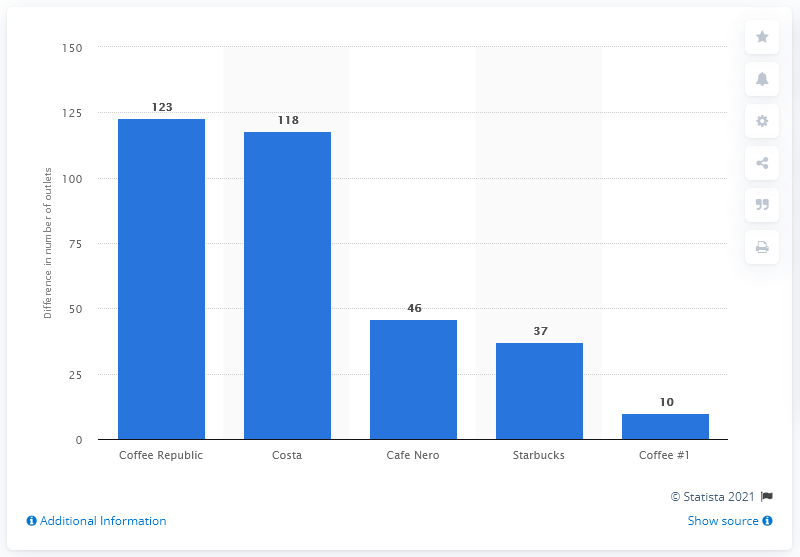 150
125
100
75
50
25
0
Difference in number of outlets
123
118
46
37
10
Coffee Republic
Costa
Cafe Nero
Starbucks
Coffee #1
© Statista 2021
Additional Information
Show source